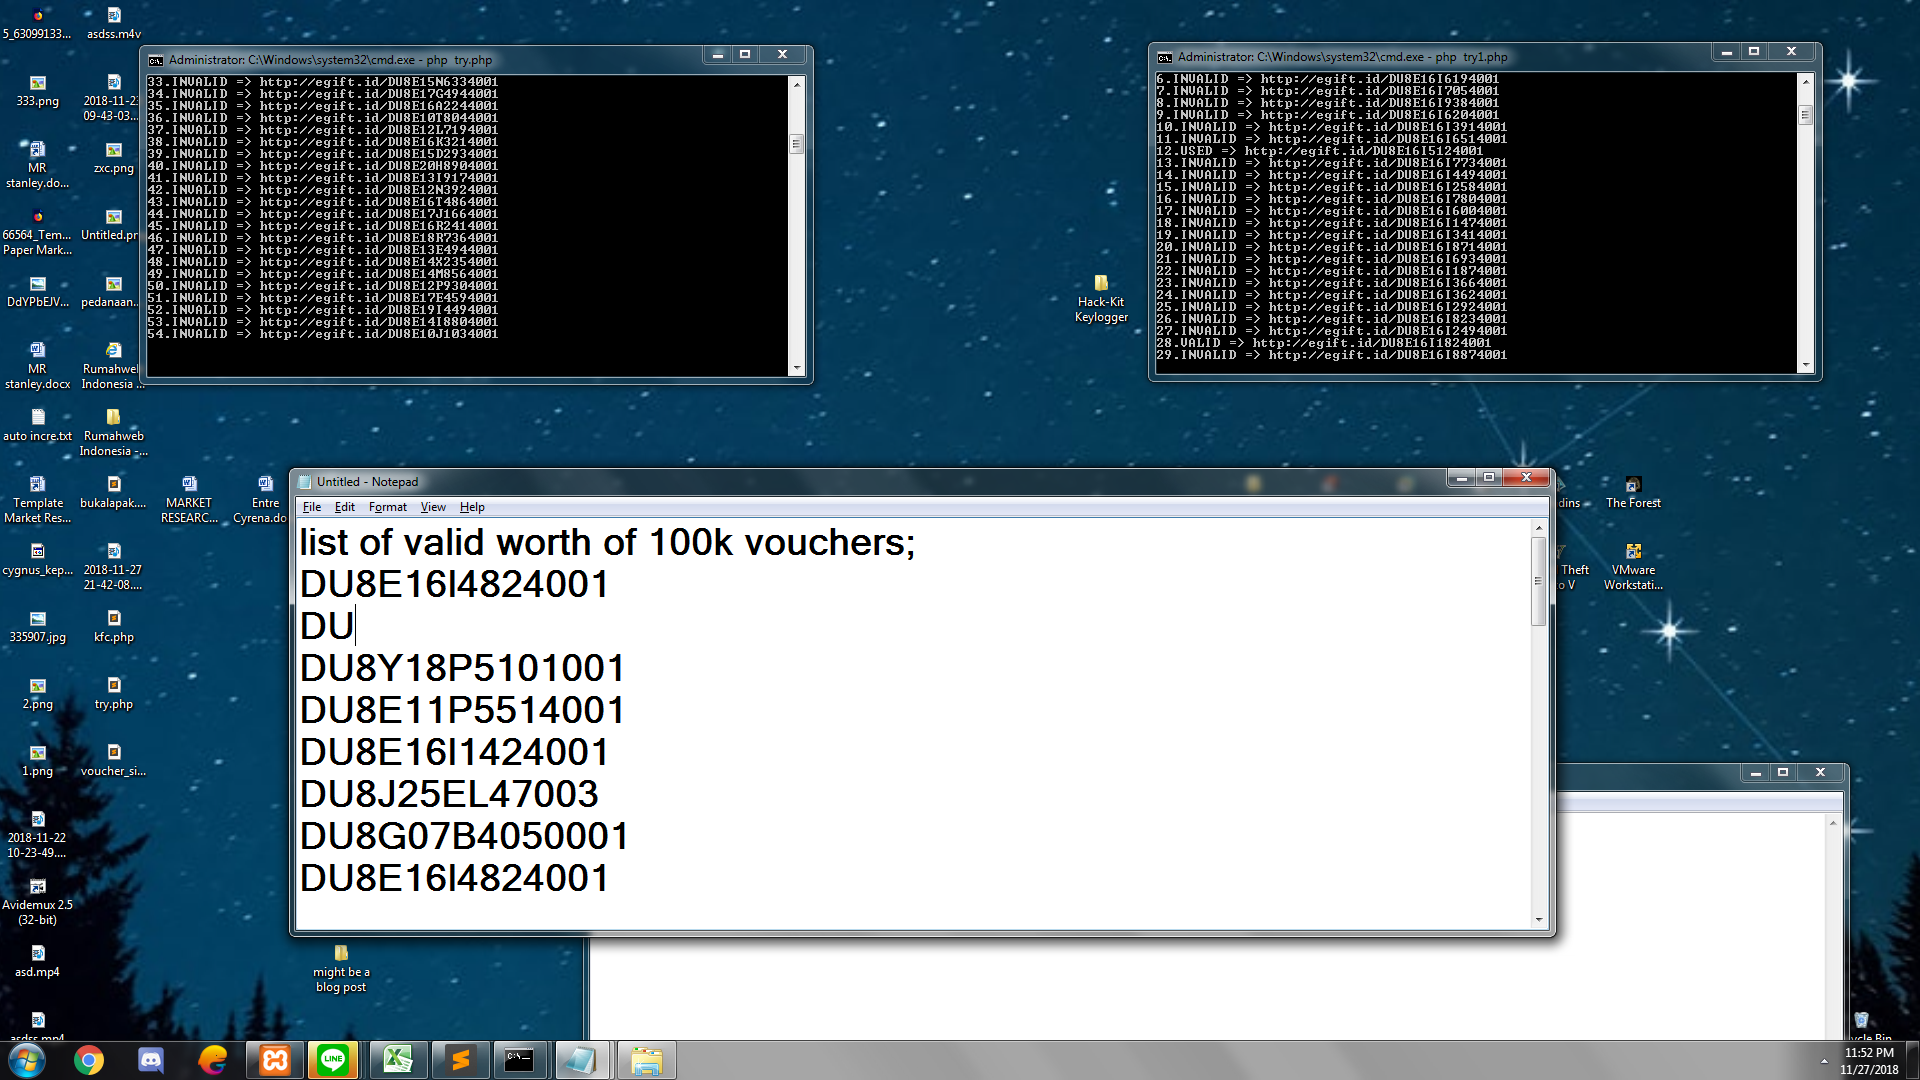 5_63099133...
asdss.m4v
333.png
2018-11-23
09-43-03...
MR
stanley.do...
zxc.png
66564_Tem...
Paper Mark...
Untitled.pn
DdYPbEJV...
pedanaan..
MR
stanley.docx
Rumahwel
Indonesia ...
auto incre.txt
Rumahweb
Indonesia -...
Template
Market Res...
bukalapak....
MARKET
RESEARC...
Entre
Cyrena.do
cygnus_kep...
2018-11-27
21-42-08....
335907.jpg
kfc.php
2.png
try.php
1.png
voucher_si...
2018-11-22
10-23-49....
Avidemux 2.5
(32-bit)
asd.mp4
might be a
blog post
Administrator: C:\Windows\system32\cmd.exe - php  try.php
33.INVALID => http://egift.id/DU8E15N6334001
34.INVALID => http://egift.id/DU8E17G4944001
35.INVALID => http://egift.id/DU8E16A2244001
36.INVALID => http://egift.id/DU8E10T8044001
37.INVALID => http://egift.id/DU8E12L7194001
38.INVALID => http://egift.id/DU8E16K3214001
39.INVALID => http://egift.id/DU8E15D2934001
40.INVALID => http://egift.id/DU8E20H8904001
41.INVALID => http://egift.id/DU8E13I9174001
42.INVALID => http://egift.id/DU8E12N3924001
43.INVALID => http://egift.id/DU8E16T4864001
44.INVALID => http://egift.id/DU8E17J1664001
45.INVALID => http://egift.id/DU8E16R2414001
46.INVALID => http://egift.id/DU8E18R7364001
47.INVALID => http://egift.id/DU8E13E4944001
48.INVALID => http://egift.id/DU8E14X2354001
49.INVALID => http://egift.id/DU8E14M8564001
50.INVALID => http://egift.id/DU8E12P9304001
51.INVALID => http://egift.id/DU8E17E4594001
52.INVALID => http://egift.id/DU8E19I4494001
53.INVALID => http://egift.id/DU8E14I8804001
54.INVALID => http://egift.id/DU8E10J1034001
Hack-Kit
Keylogger
Administrator: C:\Windows\system32\cmd.exe - php  try1.php
6.INVALID => http://egift.id/DU8E16I6194001
7.INVALID => http://egift.id/DU8E16I7054001
8.INVALID => http://egift.id/DU8E16I9384001
9.INVALID => http://egift.id/DU8E16I6204001
10.INVALID => http://egift.id/DU8E16I3914001
11.INVALID => http://egift.id/DU8E16I6514001
12.USED => http://egift.id/DU8E16I5124001
13.INVALID => http://egift.id/DU8E16I7734001
14.INVALID => http://egift.id/DU8E16I4494001
15.INVALID => http://egift.id/DU8E16I2584001
16.INVALID => http://egift.id/DU8E16I7804001
17.INVALID => http://egift.id/DU8E16I6004001
18.INVALID => http://egift.id/DU8E16I1474001
19.INVALID => http://egift.id/DU8E16I3414001
20.INVALID => http://egift.id/DU8E16I8714001
21.INVALID => http://egift.id/DU8E16I6934001
22.INVALID => http://egift.id/DU8E16I1874001
23.INVALID => http://egift.id/DU8E16I3664001
24.INVALID => http://egift.id/DU8E16I3624001
25.INVALID => http://egift.id/DU8E16I2924001
26.INVALID => http://egift.id/DU8E16I8234001
27.INVALID => http://egift.id/DU8E16I2494001
28.VALID => http://egift.id/DU8E16I1824001
29.INVALID => http://egift.id/DU8E16I8874001
Untitled - Notepad
File Edit Format View Help
list of valid worth of 100k vouchers;
DU8E16I4824001
DU
DU8Y18P5101001
DU8E11P5514001
DU8E16I1424001
DU8J25EL47003
DU8G07B4050001
DU8E16I4824001
dins
The Forest
Theft
o V
VMware
Workstati...
LINE
11:52 PM
11/27/2018